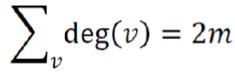 ∑_v deg(v) = 2m